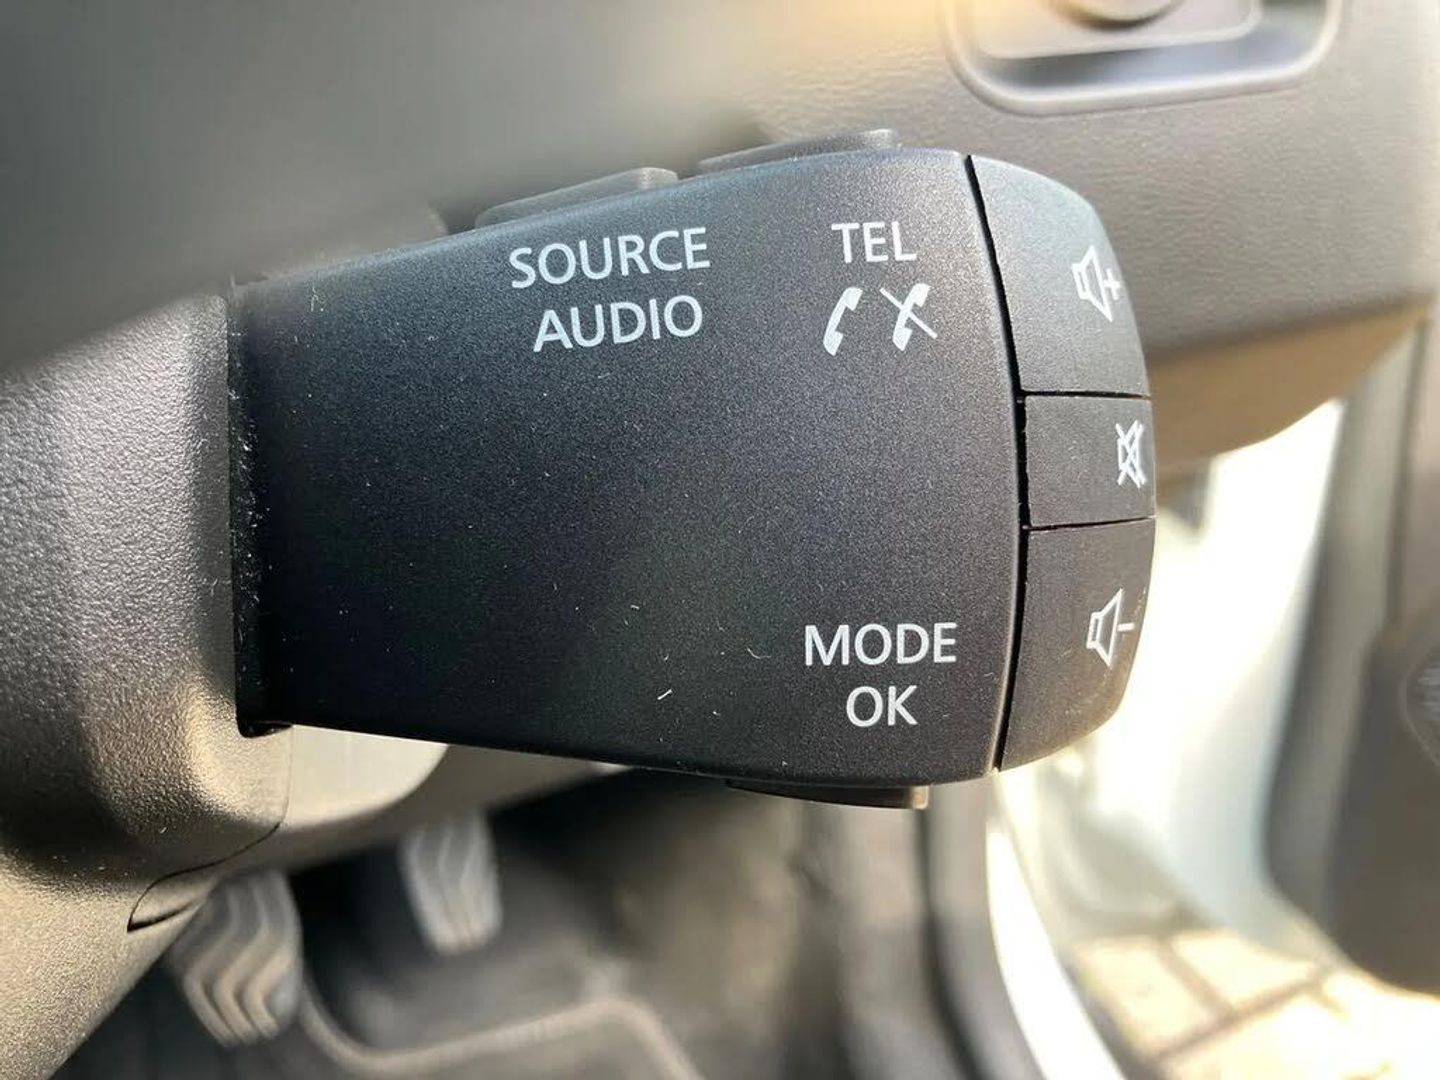 SOURCE
AUDIO
TEL
+
MODE
OK
-